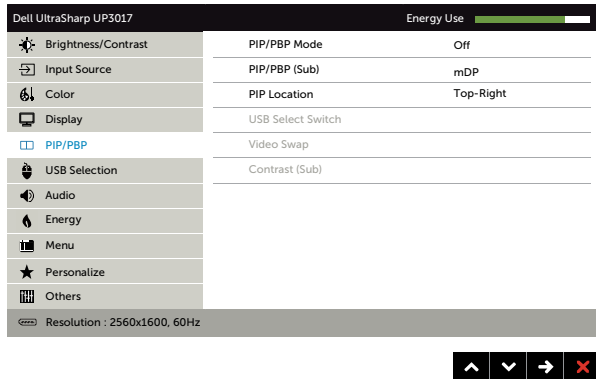 Dell UltraSharp UP3017 Energy Use
Brightness/Contrast PIP/PBP Mode Off
Input Source PIP/PBP (Sub) mDP
Color PIP Location Top-Right
Display USB Select Switch
PIP/PBP Video Swap
USB Selection Contrast (Sub)
Audio
Energy
Menu
Personalize
Others
Resolution : 2560x1600, 60Hz